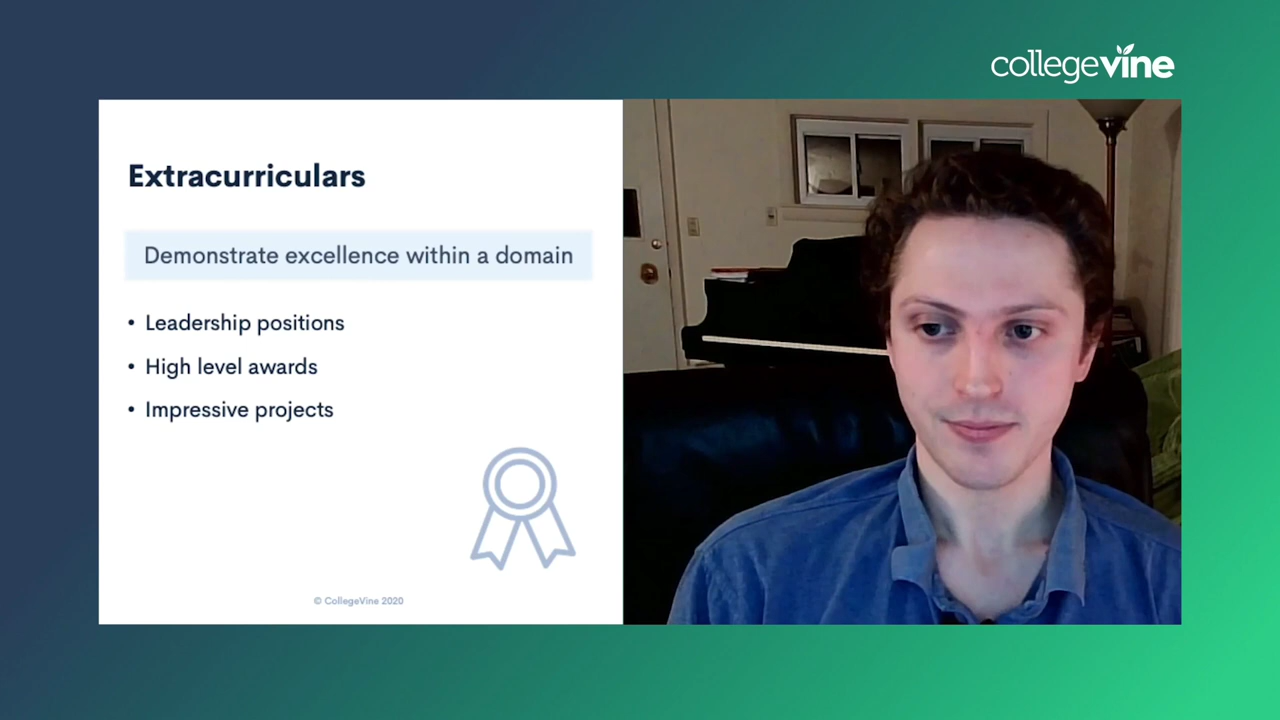 collegevine
Extracurriculars
Demonstrate excellence within a domain
• Leadership positions
• High level awards
• Impressive projects
© CollegeVine 2020